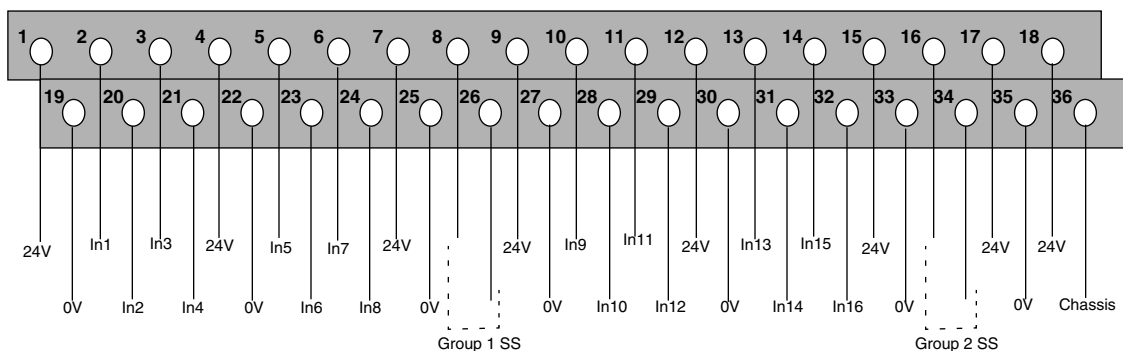 1 2 3 4 5 6 7 8 9 10 11 12 13 14 15 16 17 18
19 20 21 22 23 24 25 26 27 28 29 30 31 32 33 34 35 36
24V In1 In3 24V In5 In7 24V 24V In9 In11 24V In13 In15 24V 24V 24V
0V In2 In4 0V In6 In8 0V 0V In10 In12 0V In14 In16 0V 0V Chassis
Group 1 SS Group 2 SS